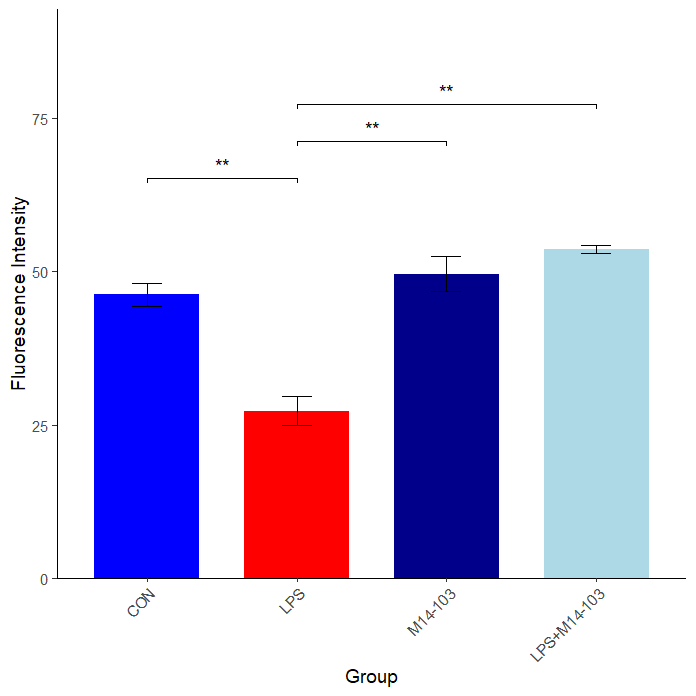 **
75
**
**
50
25
0
Fluorescence Intensity
CON
LPS
M14-103
LPS+M14-103
Group